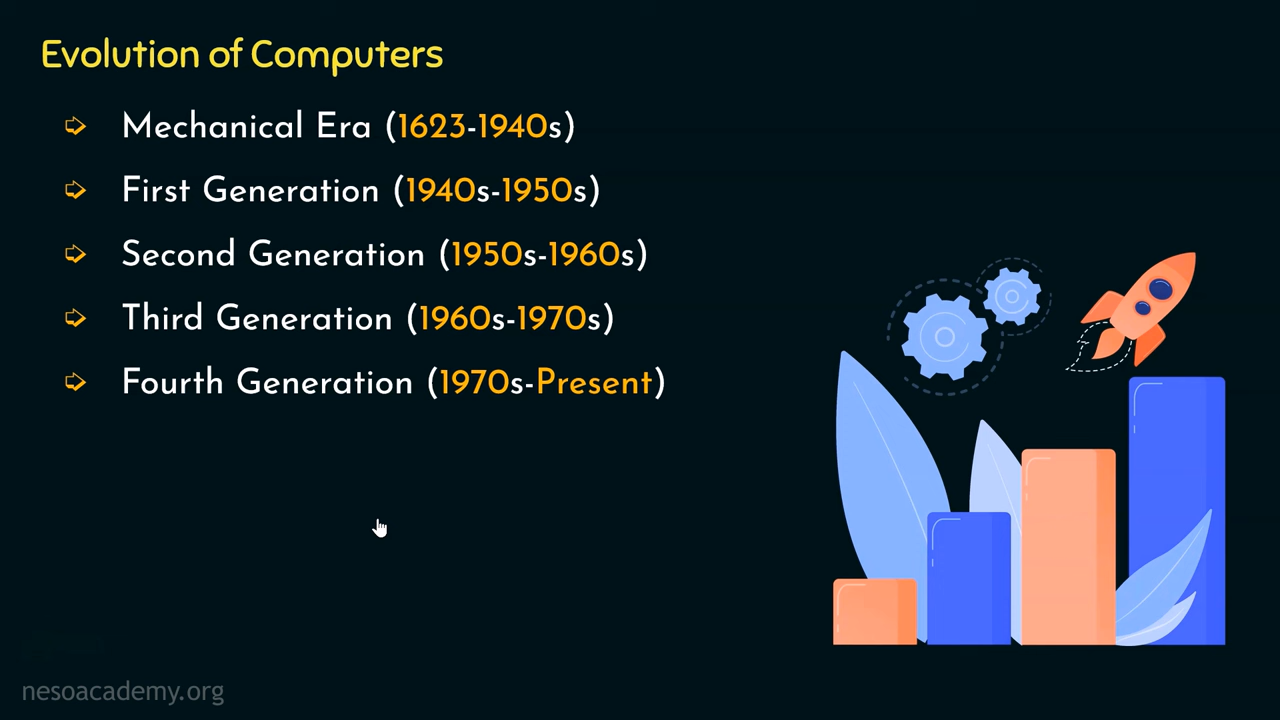 Evolution of Computers
➯ Mechanical Era (1623-1940s)
➯ First Generation (1940s-1950s)
➯ Second Generation (1950s-1960s)
➯ Third Generation (1960s-1970s)
➯ Fourth Generation (1970s-Present)
nesoacademy.org